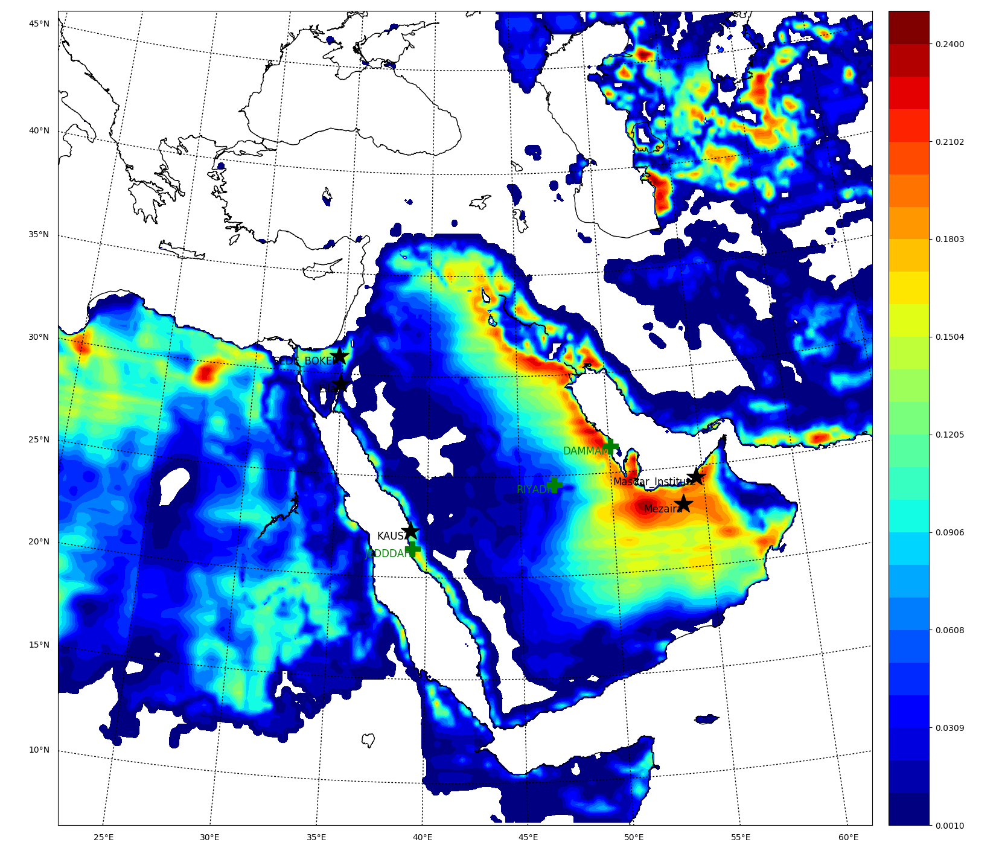 45°N
40°N
35°N
30°N
25°N
20°N
15°N
10°N
25°E
30°E
35°E
40°E
45°E
50°E
55°E
60°E
SEDE_BOKER
Eilat
DAMMAM
Masdar_Institute
RIYADH
Mezaira
KAUST
JEDDDAH
0.2400
0.2102
0.1803
0.1504
0.1205
0.0906
0.0608
0.0309
0.0010